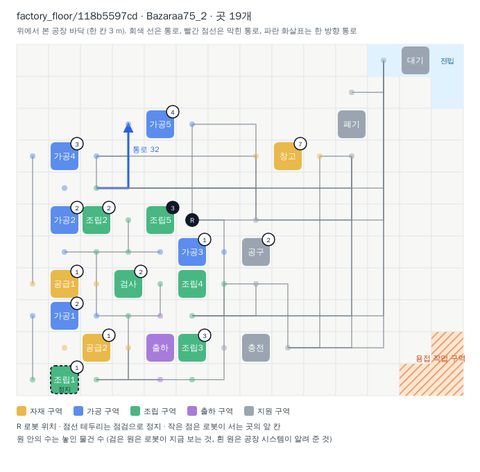 factory_floor/118b5597cd · Bazaraa75_2 · 곳 19개
위에서 본 공장 바닥 (한 칸 3 m). 회색 선은 통로, 빨간 점선은 막힌 통로, 파란 화살표는 한 방향 통로
대기
전립
4
가공5
폐기
통로 32
3
가공4
7
창고
2
가공2
2
조립2
3
조립5
R
1
가공3
2
공구
1
공급1
1
검사
조립4
2
가공1
1
공급2
출하
3
조립3
충전
용접 작업 구역
1
조립1
정지
자재 구역
가공 구역
조립 구역
출하 구역
지원 구역
R 로봇 위치 · 점선 테두리는 점검으로 정지 · 작은 점은 로봇이 서는 곳의 앞 칸
원 안의 수는 놓인 물건 수 (검은 원은 로봇이 지금 보는 것, 흰 원은 공장 시스템이 알려 준 것)